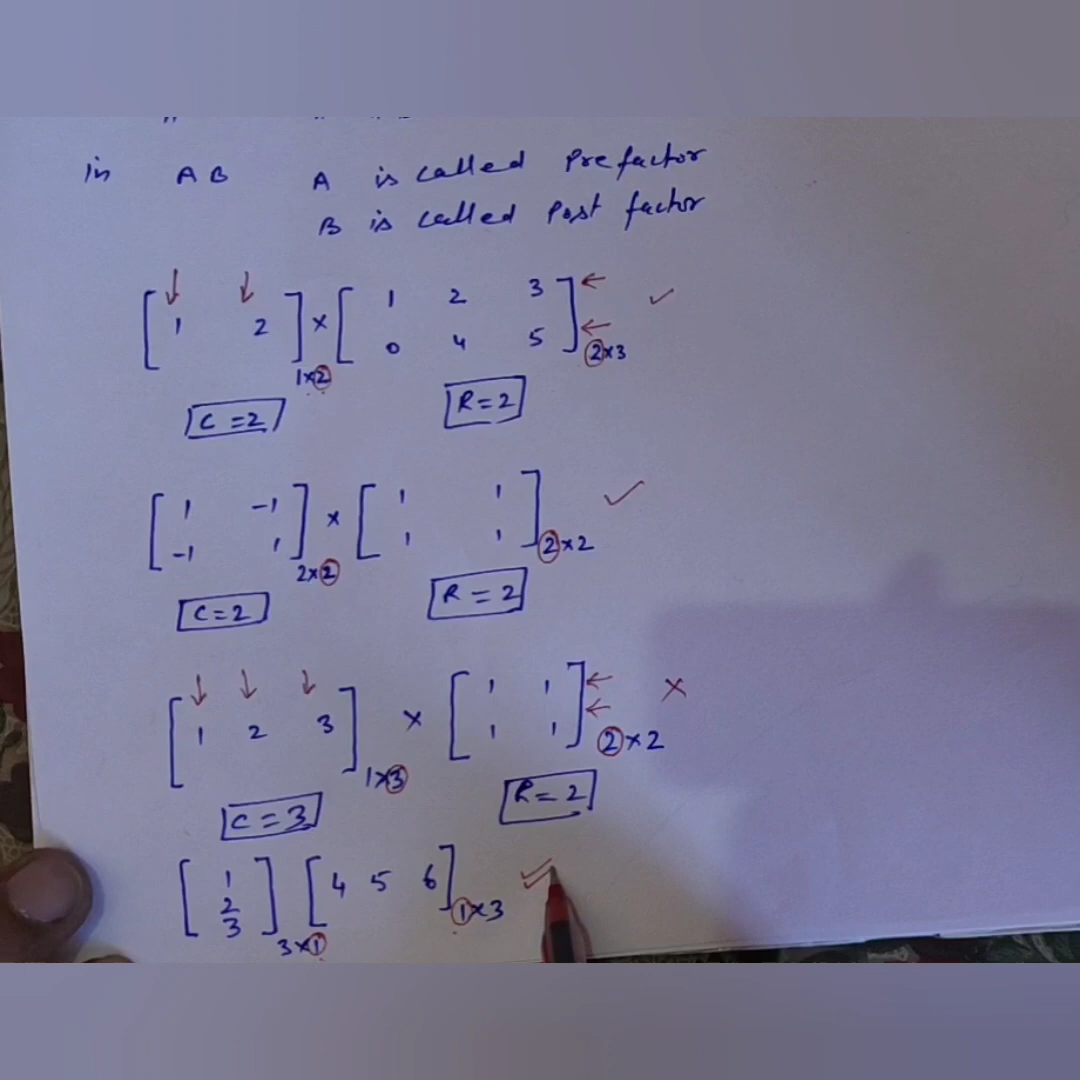 in AB A is called Prefactor
B is called Post factor
[ 1 2 ] 1×2 × [ 1 2 3
0 4 5 ] 2×3 ✓
C = 2 R = 2
[ 1 -1
-1 1 ] 2×2 × [ 1 1
1 1 ] 2×2 ✓
C = 2 R = 2
[ 1 2 3 ] 1×3 × [ 1 1
1 1 ] 2×2 ×
C = 3 R = 2
[ 1
2
3 ] 3×1 [ 4 5 6 ] 1×3 ✓